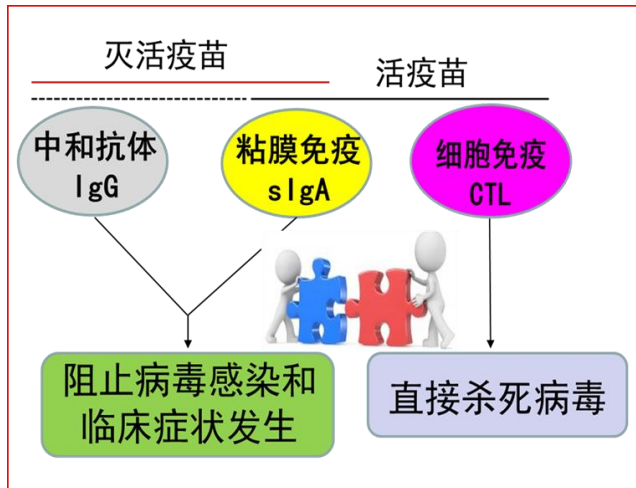 灭活疫苗
活疫苗
中和抗体
IgG
粘膜免疫
sIgA
细胞免疫
CTL
阻止病毒感染和
临床症状发生
直接杀死病毒